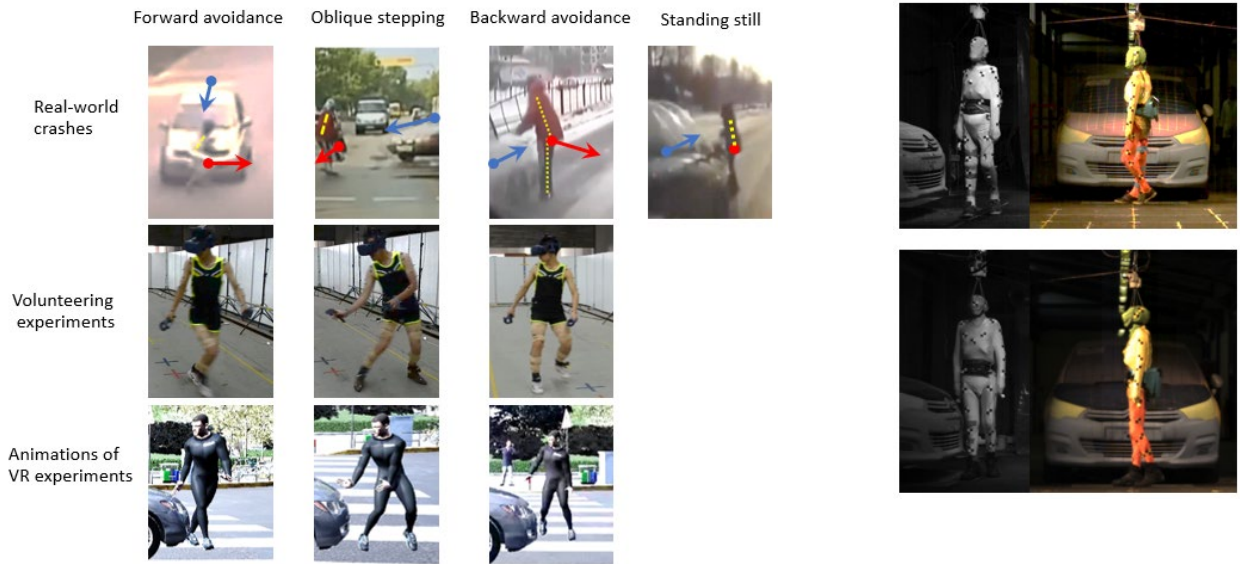 Forward avoidance
Oblique stepping
Backward avoidance
Standing still
Real-world
crashes
Volunteering
experiments
Animations of
VR experiments